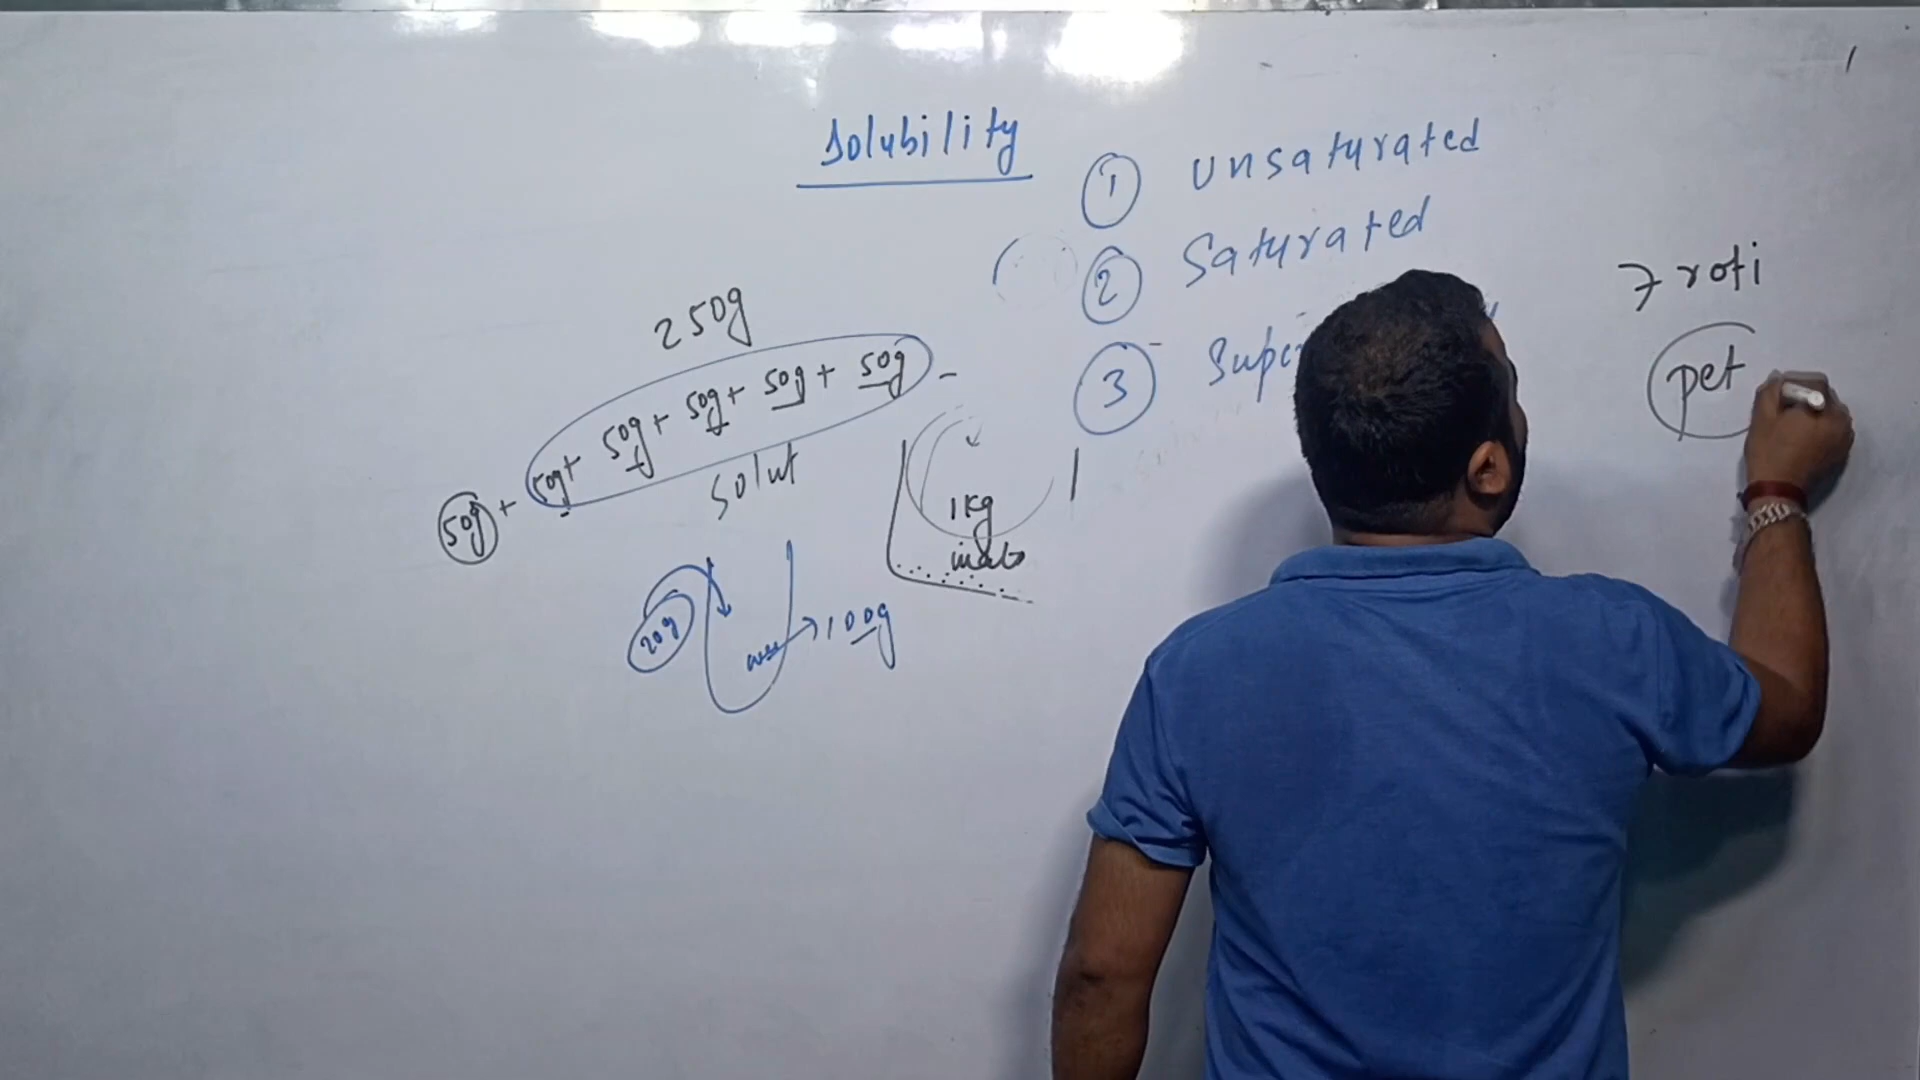 Solubility
① Unsaturated
② Saturated
③ Supe
7 roti
pet
250g
50g + 50g + 50g + 50g + 50g + 50g -
Solut
1Kg
20g
100g